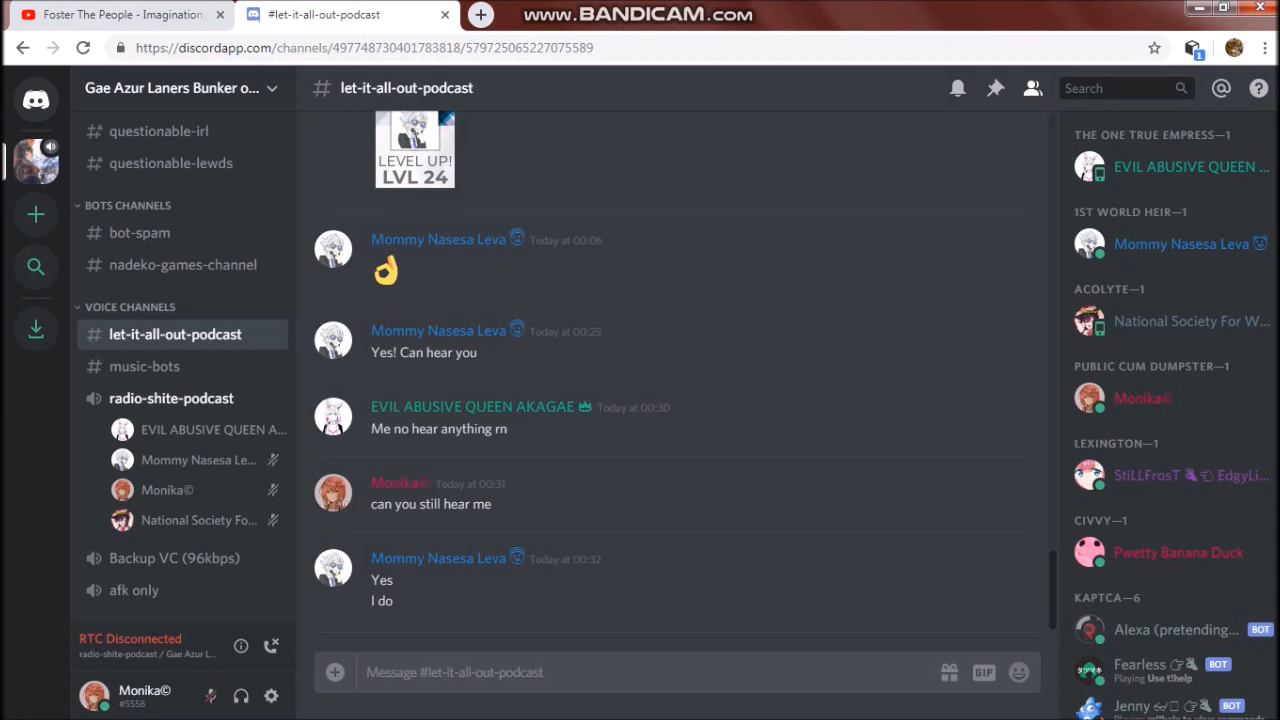 Foster The People - Imagination
#let-it-all-out-podcast
www.BANDICAM.com
https://discordapp.com/channels/497748730401783818/579725065227075589
1
Gae Azur Laners Bunker o...
questionable-irl
questionable-lewds
BOTS CHANNELS
bot-spam
nadeko-games-channel
VOICE CHANNELS
let-it-all-out-podcast
music-bots
radio-shite-podcast
EVIL ABUSIVE QUEEN A...
Mommy Nasesa Le...
Monika©
National Society Fo...
Backup VC (96kbps)
afk only
RTC Disconnected
radio-shite-podcast / Gae Azur L...
Monika©
#5558
# let-it-all-out-podcast
Search
LEVEL UP!
LVL 24
Mommy Nasesa Leva Today at 00:06
👌
Mommy Nasesa Leva Today at 00:25
Yes! Can hear you
EVIL ABUSIVE QUEEN AKAGAE Today at 00:30
Me no hear anything rn
Monika© Today at 00:31
can you still hear me
Mommy Nasesa Leva Today at 00:32
Yes
I do
Message #let-it-all-out-podcast
GIF
THE ONE TRUE EMPRESS—1
EVIL ABUSIVE QUEEN ...
1ST WORLD HEIR—1
Mommy Nasesa Leva
ACOLYTE—1
National Society For W...
PUBLIC CUM DUMPSTER—1
Monika©
LEXINGTON—1
StiLLFrosT EdgyLi...
CIVVY—1
Pwetty Banana Duck
KAPTCA—6
Alexa (pretending... BOT
Fearless BOT
Playing Use t!help
Jenny BOT